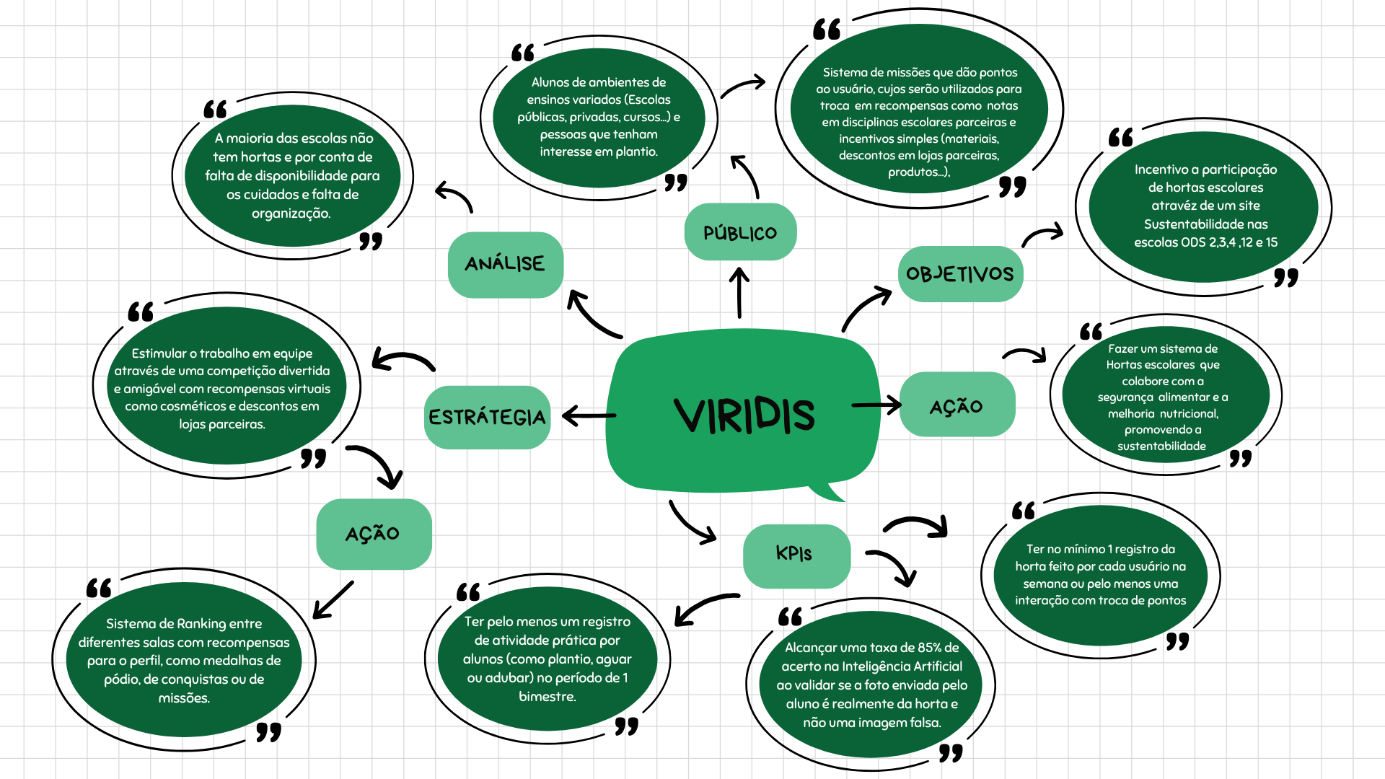 VIRIDIS
ANÁLISE
A maioria das escolas não
tem hortas e por conta de
falta de disponibilidade para
os cuidados e falta de
organização.
PÚBLICO
Alunos de ambientes de
ensinos variados (Escolas
públicas, privadas, cursos...) e
pessoas que tenham
interesse em plantio.
Sistema de missões que dão pontos
ao usuário, cujos serão utilizados para
troca em recompensas como notas
em disciplinas escolares parceiras e
incentivos simples (materiais,
descontos em lojas parceiras,
produtos...),
OBJETIVOS
Incentivo a participação
de hortas escolares
atravéz de um site
Sustentabilidade nas
escolas ODS 2,3,4 ,12 e 15
AÇÃO
Fazer um sistema de
Hortas escolares que
colabore com a
segurança alimentar e a
melhoria nutricional,
promovendo a
sustentabilidade
ESTRÁTEGIA
Estimular o trabalho em equipe
através de uma competição divertida
e amigável com recompensas virtuais
como cosméticos e descontos em
lojas parceiras.
AÇÃO
Sistema de Ranking entre
diferentes salas com recompensas
para o perfil, como medalhas de
pódio, de conquistas ou de
missões.
KPIs
Ter pelo menos um registro
de atividade prática por
alunos (como plantio, aguar
ou adubar) no período de 1
bimestre.
Alcançar uma taxa de 85% de
acerto na Inteligência Artificial
ao validar se a foto enviada pelo
aluno é realmente da horta e
não uma imagem falsa.
Ter no mínimo 1 registro da
horta feito por cada usuário na
semana ou pelo menos uma
interação com troca de pontos